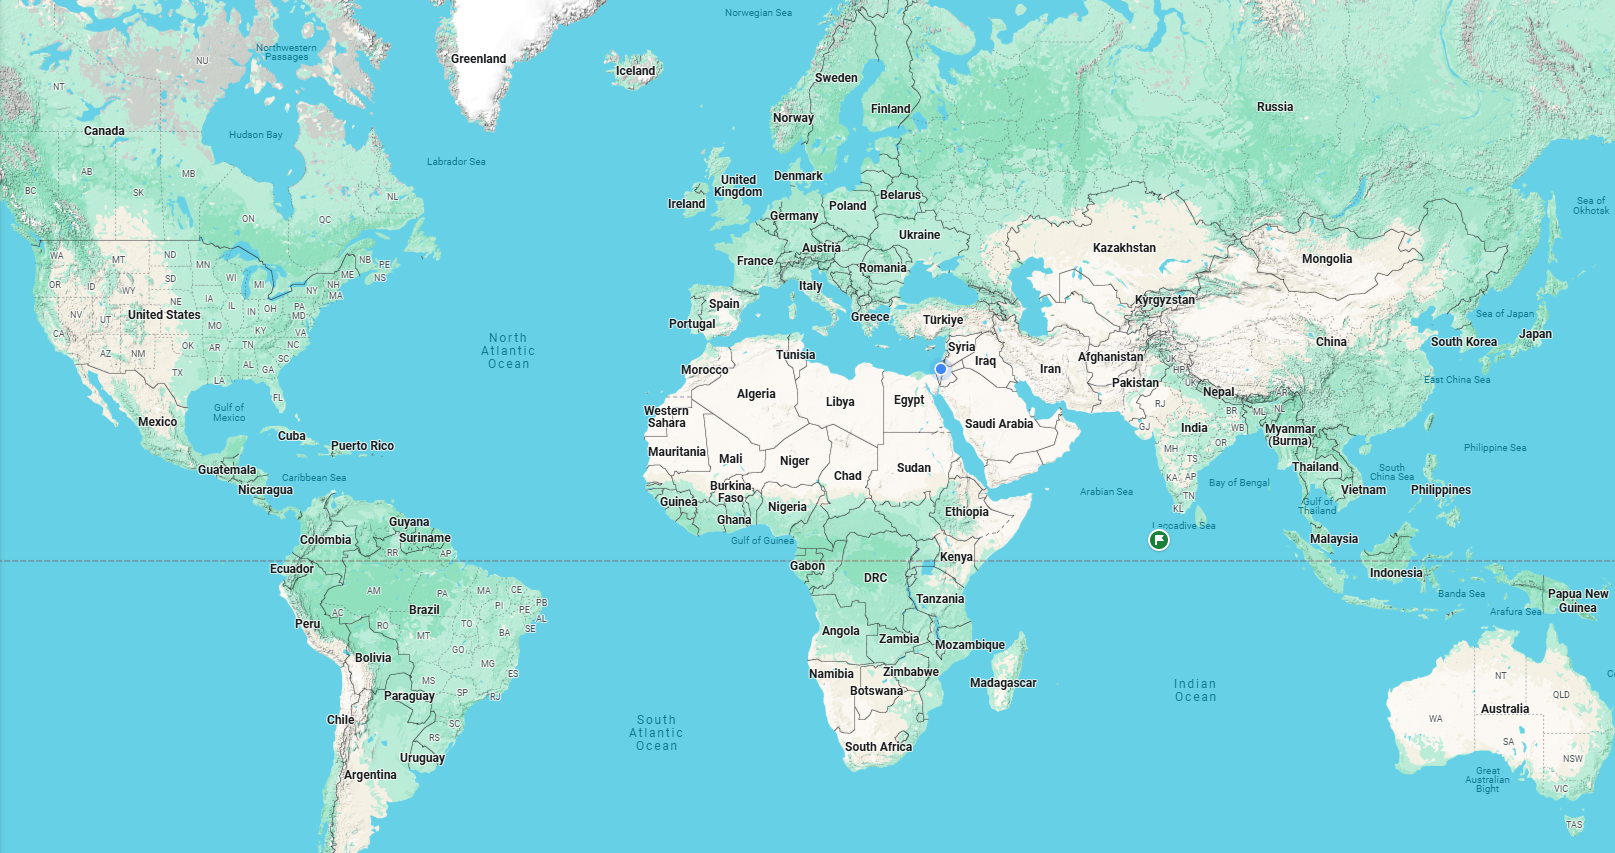 Norwegian Sea
Northwestern
Passages
NU
Greenland
Iceland
Sweden
NT
Finland
Russia
Norway
Canada
Hudson Bay
Labrador Sea
AB
MB
BC
SK
NL
ON
QC
United
Kingdom
Denmark
Ireland
Belarus
Poland
Germany
Ukraine
Austria
France
Romania
Italy
Kazakhstan
Mongolia
Sea of
Okhotsk
WA
MT
ND
MN
OR
ID
WY
SD
WI
MI
NB
PE
ME
NS
NH
NY
MA
NE
IA
IL
IN
OH
PA
MD
NV
UT
United States
CA
MO
KY
VA
AZ
NM
OK
AR
TN
NC
SC
TX
LA
AL
GA
FL
Spain
Portugal
Greece
Türkiye
Kyrgyzstan
Sea of Japan
Japan
South Korea
China
North
Atlantic
Ocean
Tunisia
Morocco
Syria
Iraq
Iran
Afghanistan
Pakistan
JK
HP
UK
Nepal
AR
East China Sea
Algeria
Libya
Egypt
Saudi Arabia
RJ
GJ
India
BR
WB
ML
NL
OR
MH
TS
KA
AP
TN
KL
Myanmar
(Burma)
Gulf of
Mexico
Mexico
Cuba
Puerto Rico
Western
Sahara
Mauritania
Mali
Niger
Chad
Sudan
Burkina
Faso
Guinea
Ghana
Nigeria
Ethiopia
Guatemala
Caribbean Sea
Nicaragua
Arabian Sea
Bay of Bengal
Thailand
Vietnam
Gulf of
Thailand
South
China Sea
Philippine Sea
Philippines
Laccadive Sea
Malaysia
Guyana
Suriname
Colombia
RR
AP
Gulf of Guinea
Ecuador
Gabon
DRC
Kenya
Tanzania
Indonesia
Banda Sea
Arafura Sea
Papua New
Guinea
AM
PA
MA
CE
PI
PB
PE
AL
SE
AC
Brazil
TO
RO
MT
BA
Peru
GO
Bolivia
MG
ES
MS
SP
RJ
Paraguay
SC
RS
Chile
Uruguay
Argentina
Angola
Zambia
Mozambique
Namibia
Zimbabwe
Botswana
Madagascar
South Africa
South
Atlantic
Ocean
Indian
Ocean
NT
QLD
Australia
WA
SA
NSW
Great
Australian
Bight
VIC
TAS